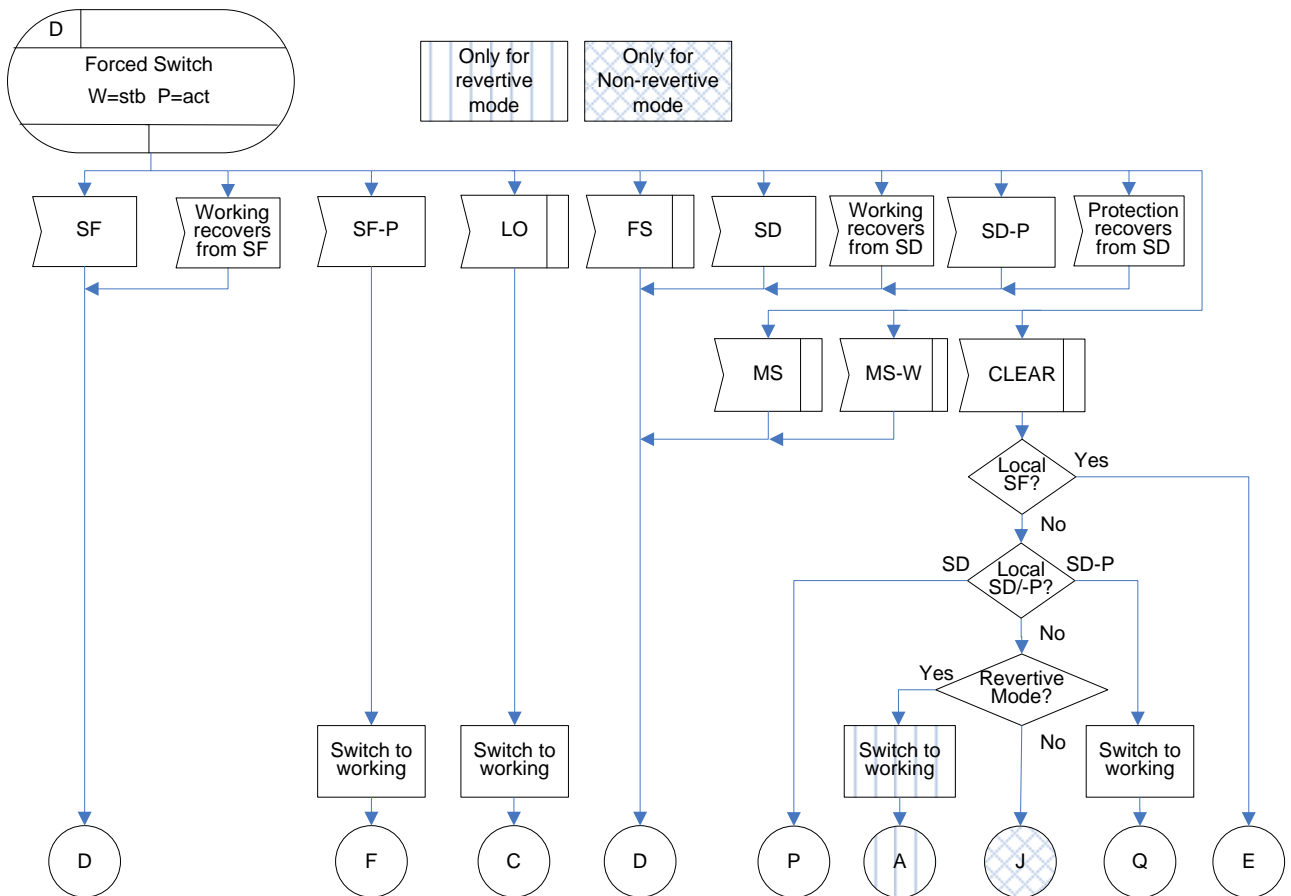 D
Forced Switch
W=stb P=act
Only for
revertive
mode
Only for
Non-revertive
mode
SF
Working
recovers
from SF
SF-P
LO
FS
SD
Working
recovers
from SD
SD-P
Protection
recovers
from SD
MS
MS-W
CLEAR
Local
SF?
Yes
No
SD
Local
SD/-P?
SD-P
No
Yes
Revertive
Mode?
No
Switch to
working
Switch to
working
Switch to
working
Switch to
working
D
F
C
D
P
A
J
Q
E